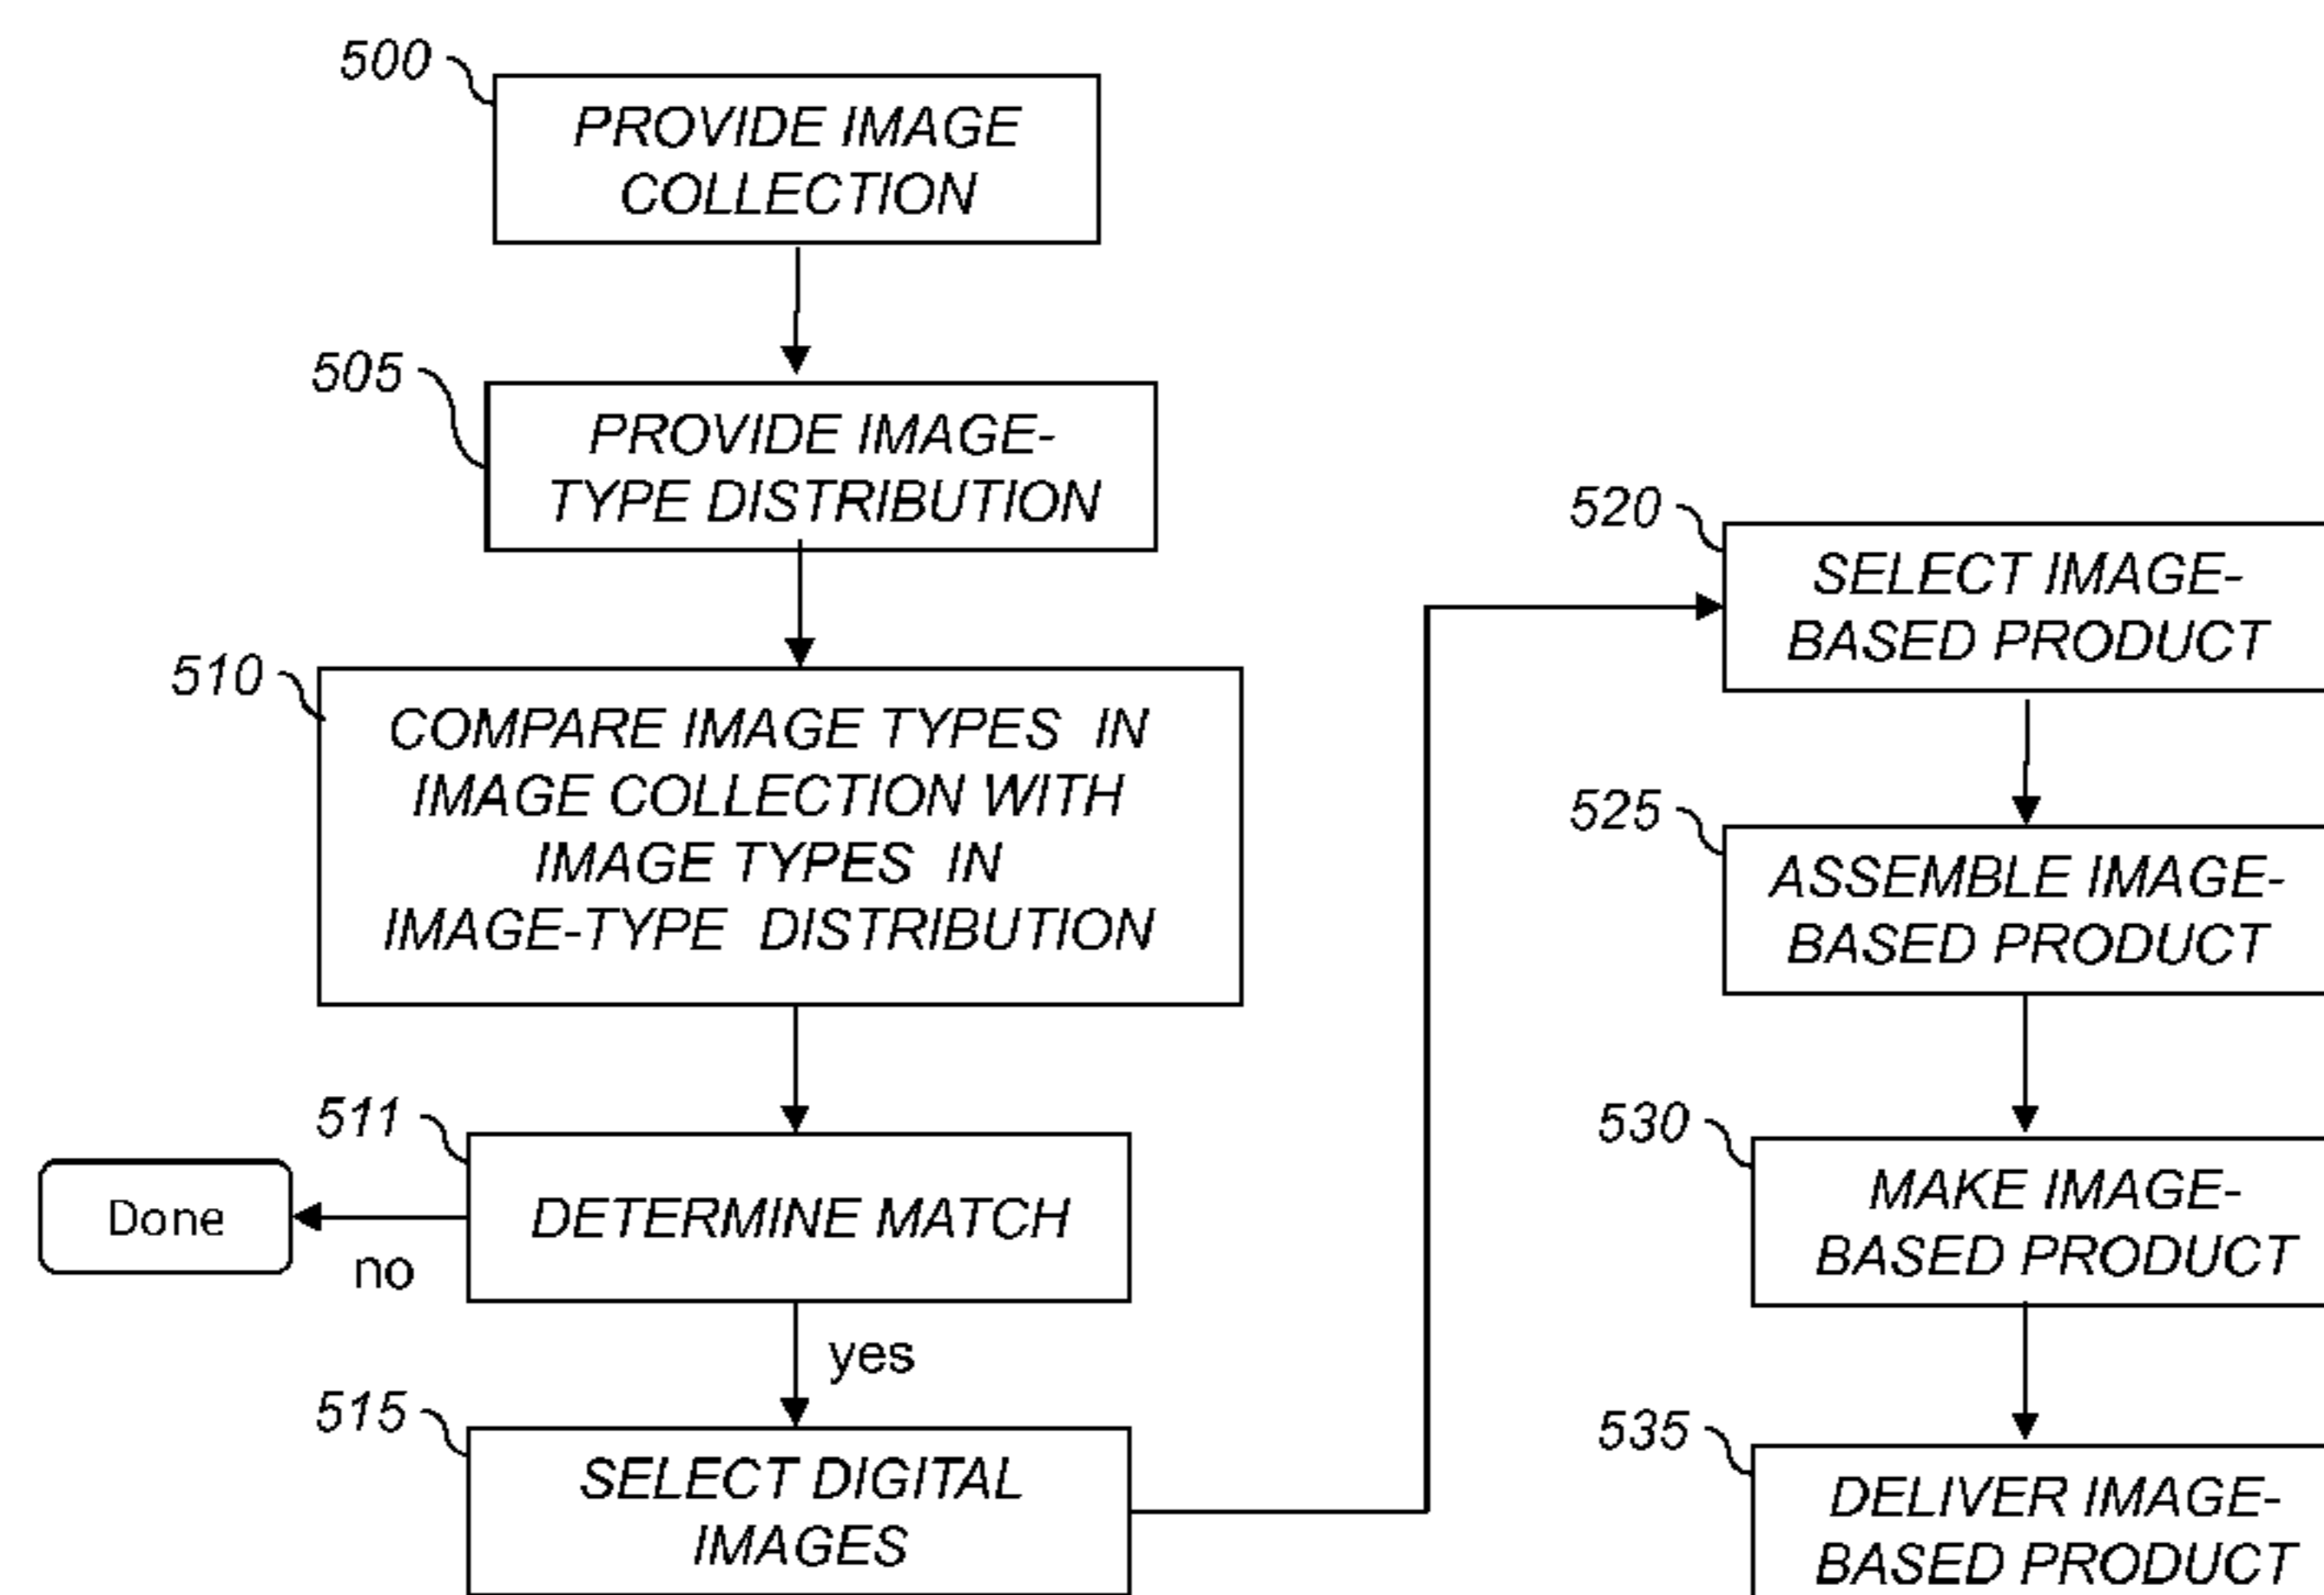 500
PROVIDE IMAGE
COLLECTION
505
PROVIDE IMAGE-
TYPE DISTRIBUTION
510
COMPARE IMAGE TYPES IN
IMAGE COLLECTION WITH
IMAGE TYPES IN
IMAGE-TYPE DISTRIBUTION
511
DETERMINE MATCH
Done
no
yes
515
SELECT DIGITAL
IMAGES
520
SELECT IMAGE-
BASED PRODUCT
525
ASSEMBLE IMAGE-
BASED PRODUCT
530
MAKE IMAGE-
BASED PRODUCT
535
DELIVER IMAGE-
BASED PRODUCT